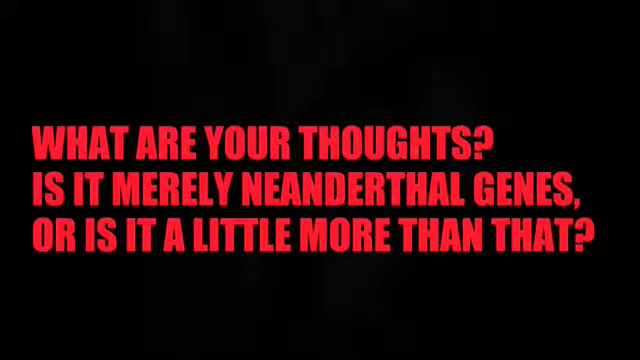 WHAT ARE YOUR THOUGHTS?
IS IT MERELY NEANDERTHAL GENES,
OR IS IT A LITTLE MORE THAN THAT?